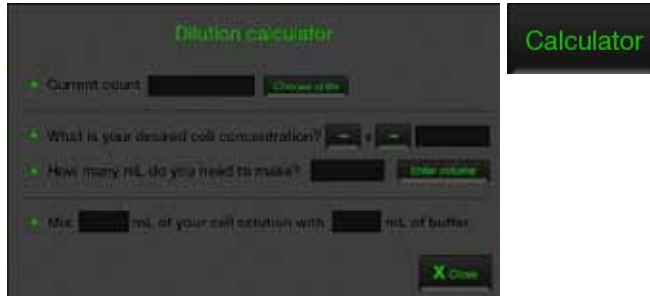 Dilution calculator
Calculator
Current count
Choose units
What is your desired cell concentration? – x –
How many mL do you need to make?
Enter volume
Mix mL of your cell solution with mL of buffer
X Close